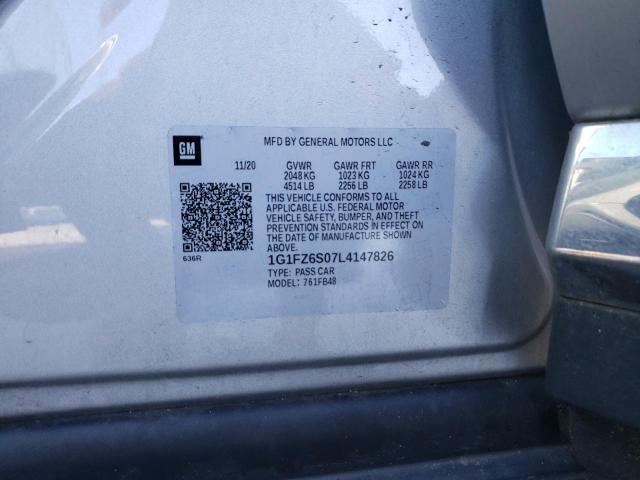 GM
MFD BY GENERAL MOTORS LLC
11/20 GVWR GAWR FRT GAWR RR
2048 KG 1023 KG 1024 KG
4514 LB 2256 LB 2258 LB
THIS VEHICLE CONFORMS TO ALL
APPLICABLE U.S. FEDERAL MOTOR
VEHICLE SAFETY, BUMPER, AND THEFT
PREVENTION STANDARDS IN EFFECT
ON THE DATE OF MANUFACTURE SHOWN
ABOVE.
636R
1G1FZ6S07L4147826
TYPE: PASS CAR
MODEL: 761FB48